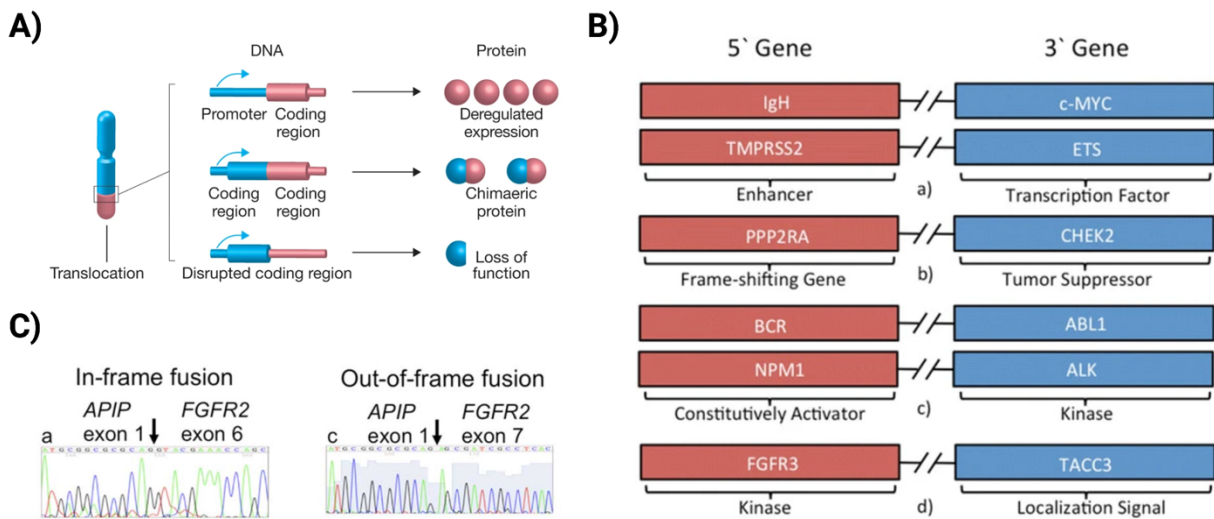 A)
DNA
Protein
Promoter
Coding
region
Deregulated
expression
Coding
region
Coding
region
Chimaeric
protein
Translocation
Disrupted coding region
Loss of
function
B)
5` Gene
3` Gene
IgH
c-MYC
TMPRSS2
ETS
Enhancer
a)
Transcription Factor
PPP2RA
CHEK2
Frame-shifting Gene
b)
Tumor Suppressor
BCR
ABL1
NPM1
ALK
Constitutively Activator
c)
Kinase
FGFR3
TACC3
Kinase
d)
Localization Signal
C)
In-frame fusion
APIP
exon 1
FGFR2
exon 6
a
ATGCGGCGCGCAGGTACGAAACCAGC
Out-of-frame fusion
APIP
exon 1
FGFR2
exon 7
c
ATGCGGCGCGCAGAGCGATCGCCTCAC